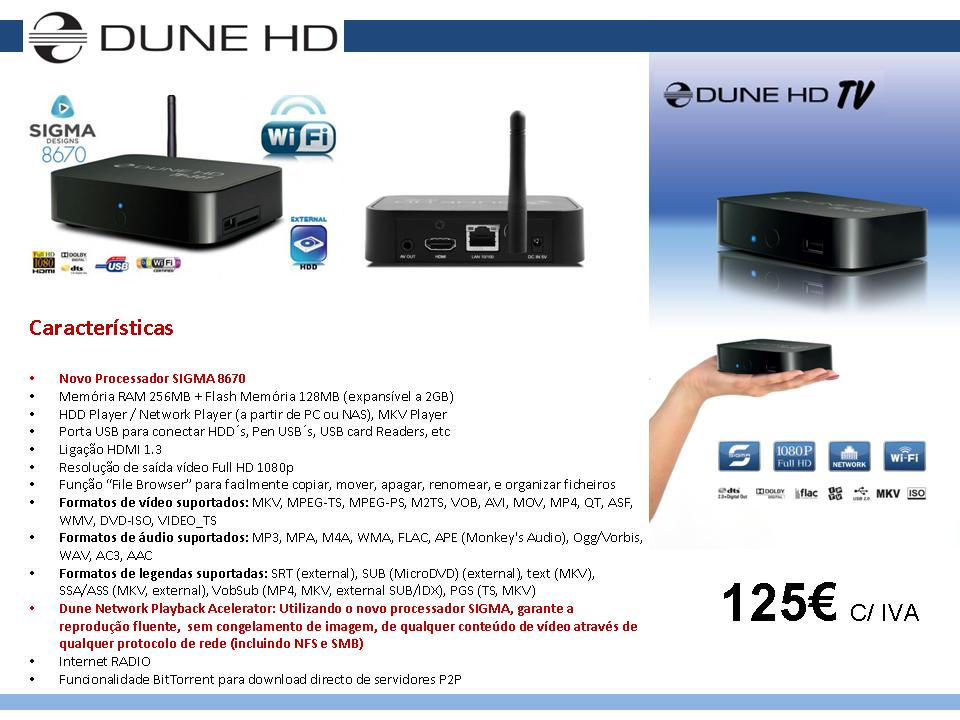 DUNE HD
SIGMA
DESIGNS
8670
Wi Fi
DUNE HD
EXTERNAL
HDD
Full HD
1080
HDMI
DOLBY
DIGITAL
dts
USB
Wi Fi
CERTIFIED
AV OUT HDMI LAN 10/100 DC IN 5V
DUNE HD TV
Características
• Novo Processador SIGMA 8670
• Memória RAM 256MB + Flash Memória 128MB (expansível a 2GB)
• HDD Player / Network Player (a partir de PC ou NAS), MKV Player
• Porta USB para conectar HDD´s, Pen USB´s, USB card Readers, etc
• Ligação HDMI 1.3
• Resolução de saída vídeo Full HD 1080p
• Função “File Browser” para facilmente copiar, mover, apagar, renomear, e organizar ficheiros
• Formatos de vídeo suportados: MKV, MPEG-TS, MPEG-PS, M2TS, VOB, AVI, MOV, MP4, QT, ASF,
WMV, DVD-ISO, VIDEO_TS
• Formatos de áudio suportados: MP3, MPA, M4A, WMA, FLAC, APE (Monkey's Audio), Ogg/Vorbis,
WAV, AC3, AAC
• Formatos de legendas suportadas: SRT (external), SUB (MicroDVD) (external), text (MKV),
SSA/ASS (MKV, external), VobSub (MP4, MKV, external SUB/IDX), PGS (TS, MKV)
• Dune Network Playback Acelerator: Utilizando o novo processador SIGMA, garante a
reprodução fluente, sem congelamento de imagem, de qualquer conteúdo de vídeo através de
qualquer protocolo de rede (incluindo NFS e SMB)
• Internet RADIO
• Funcionalidade BitTorrent para download directo de servidores P2P
SIGMA 1080P Full HD NETWORK Wi-Fi
dts 2.0+Digital Out DOLBY DIGITAL flac USB 2.0 MKV ISO
125€ C/ IVA